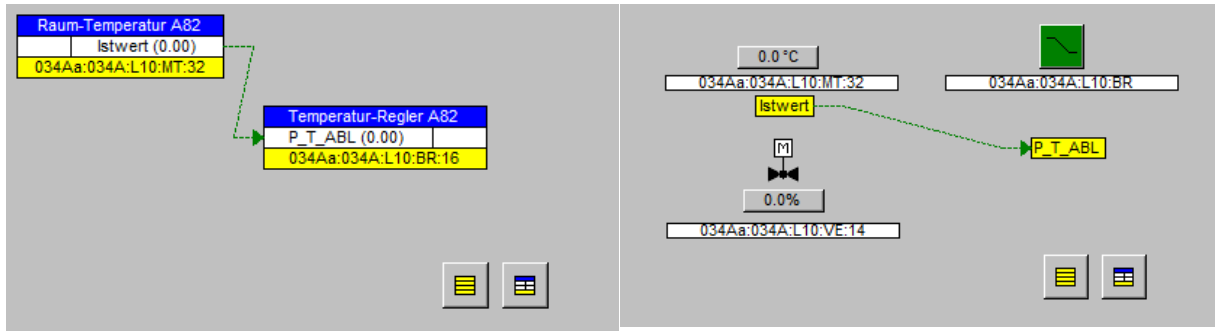 Raum-Temperatur A82
Istwert (0.00)
034Aa:034A:L10:MT:32
Temperatur-Regler A82
P_T_ABL (0.00)
034Aa:034A:L10:BR:16
0.0 °C
034Aa:034A:L10:MT:32
Istwert
M
0.0%
034Aa:034A:L10:VE:14
034Aa:034A:L10:BR
P_T_ABL